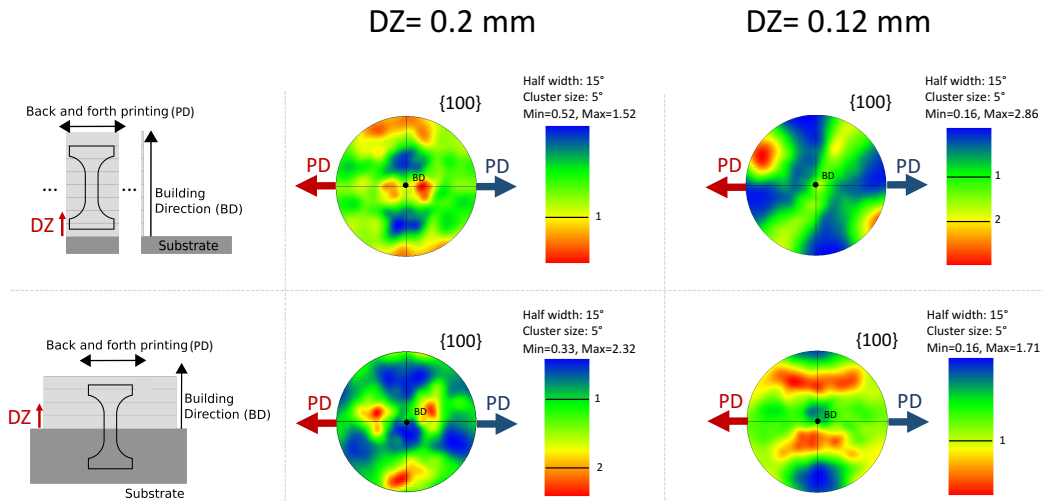 DZ= 0.2 mm
DZ= 0.12 mm
Back and forth printing (PD)
...
...
Building
Direction (BD)
DZ
Substrate
{100}
Half width: 15°
Cluster size: 5°
Min=0.52, Max=1.52
PD
BD
PD
1
{100}
Half width: 15°
Cluster size: 5°
Min=0.16, Max=2.86
PD
BD
PD
1
2
Back and forth printing (PD)
Building
Direction (BD)
DZ
Substrate
{100}
Half width: 15°
Cluster size: 5°
Min=0.33, Max=2.32
PD
BD
PD
1
2
{100}
Half width: 15°
Cluster size: 5°
Min=0.16, Max=1.71
PD
BD
PD
1